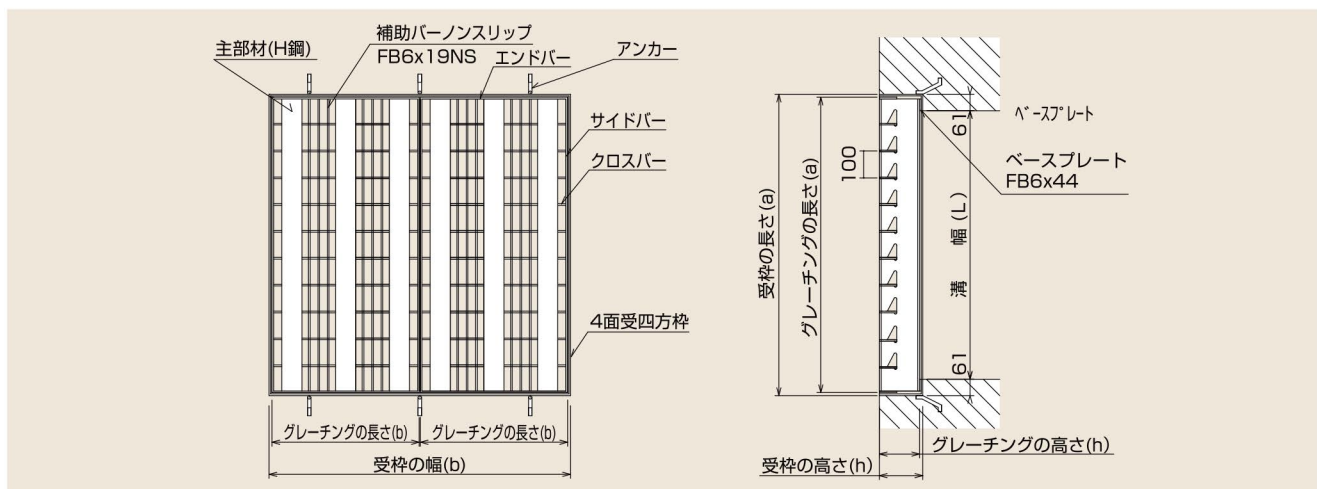 主部材(H鋼)
補助バーノンスリップ
FB6x19NS
エンドバー
アンカー
サイドバー
クロスバー
4面受四方枠
グレーチングの長さ(b)
グレーチングの長さ(b)
受枠の幅(b)
受枠の長さ(a)
グレーチングの長さ(a)
100
61
ベースプレート
ベースプレート
FB6x44
溝幅(L)
61
グレーチングの高さ(h)
受枠の高さ(h)